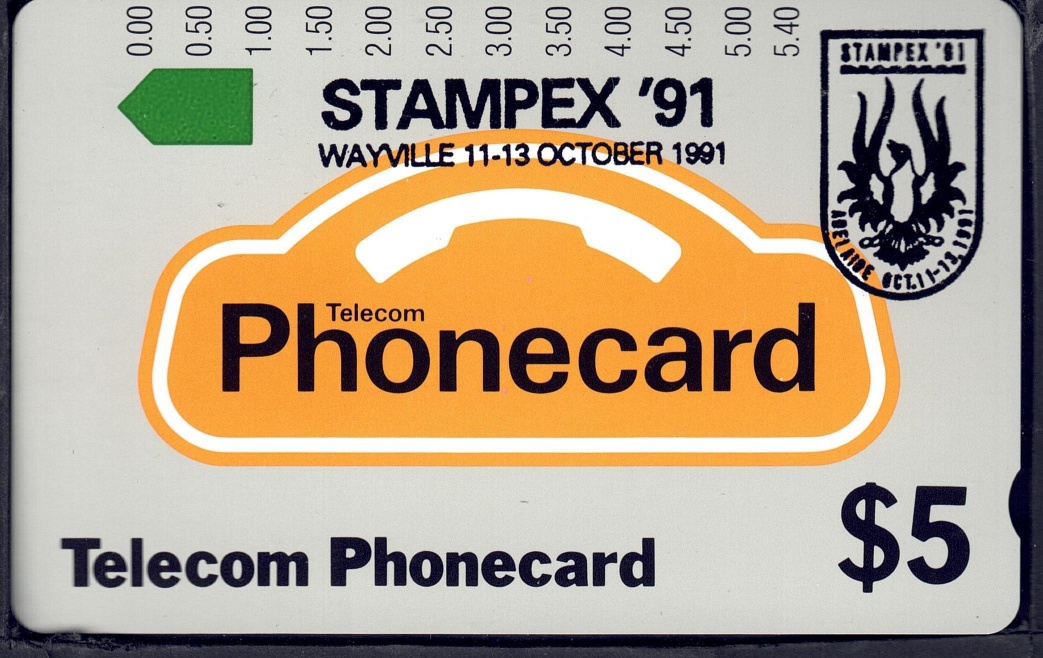 0.00 0.50 1.00 1.50 2.00 2.50 3.00 3.50 4.00 4.50 5.00 5.40
STAMPEX '91
WAYVILLE 11-13 OCTOBER 1991
STAMPEX '91
ADELAIDE OCT.11-13,1991
Telecom
Phonecard
$5
Telecom Phonecard